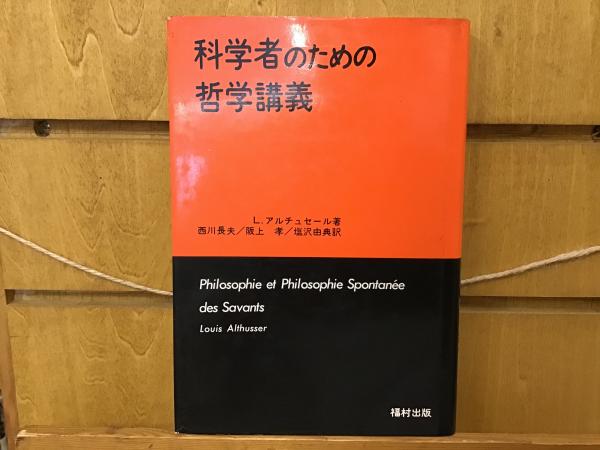 科学者のための
哲学講義
L.アルチュセール著
西川長夫/阪上 孝/塩沢由典訳
Philosophie et Philosophie Spontanée
des Savants
Louis Althusser
福村出版